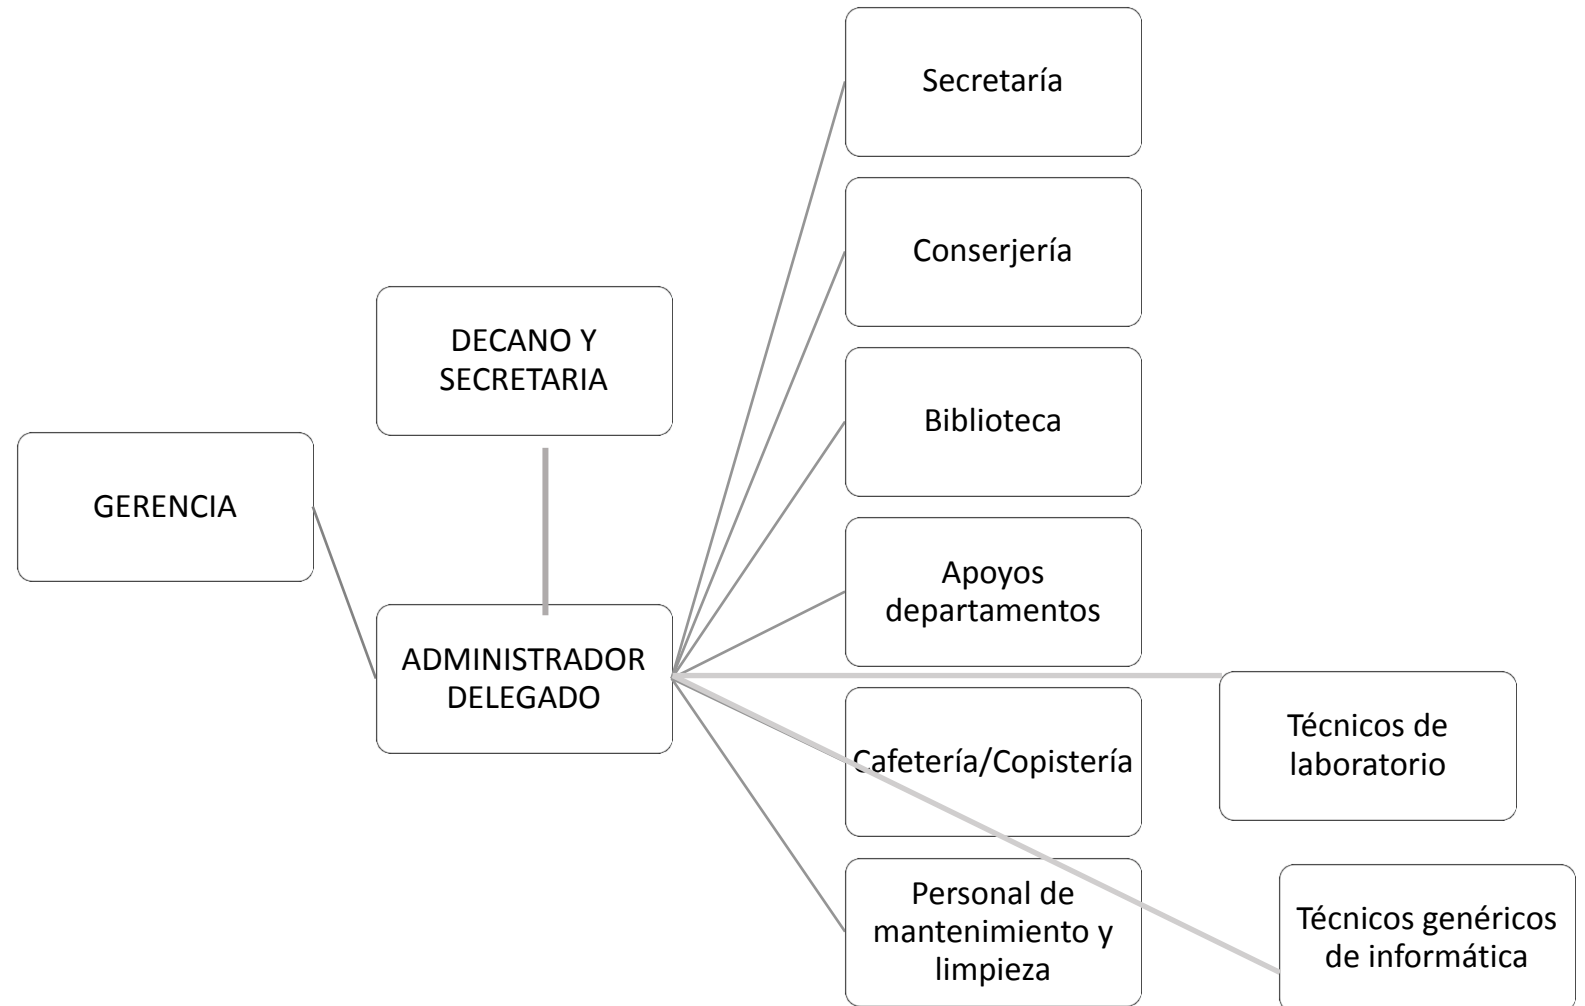 Secretaría
Conserjería
DECANO Y
SECRETARIA
Biblioteca
GERENCIA
Apoyos
departamentos
ADMINISTRADOR
DELEGADO
Técnicos de
laboratorio
Cafetería/Copistería
Personal de
mantenimiento y
limpieza
Técnicos genéricos
de informática